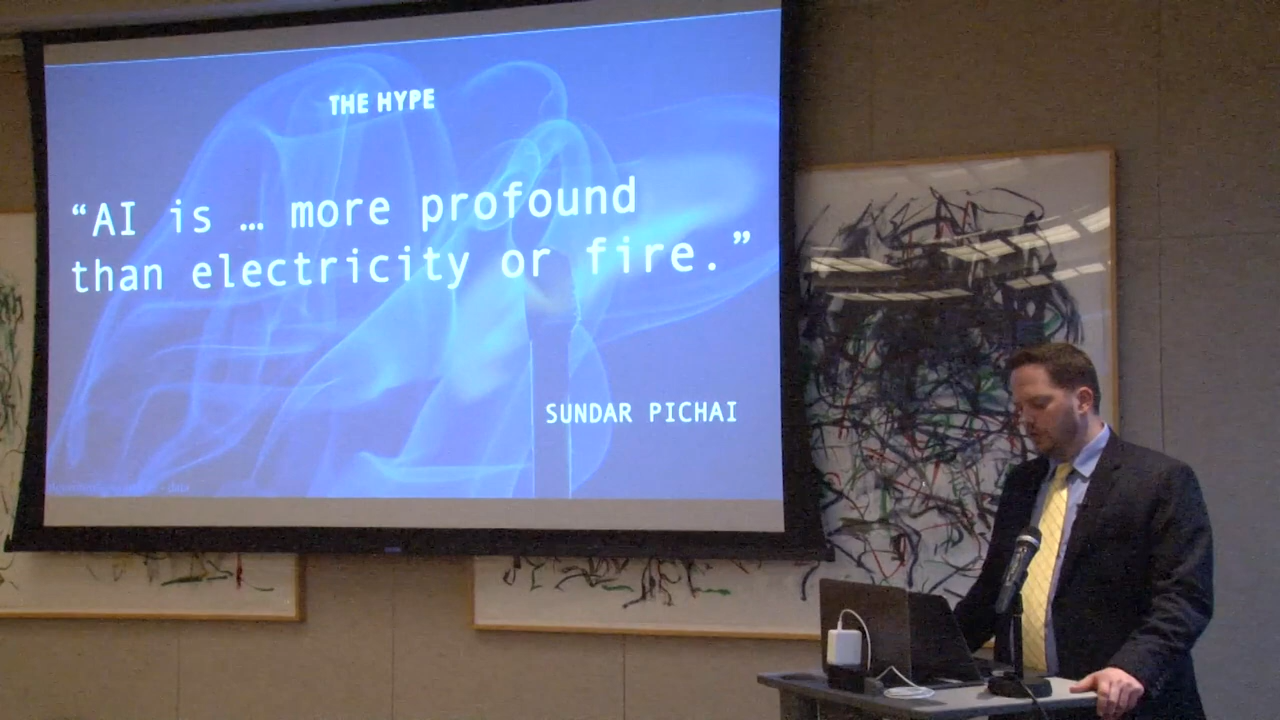 THE HYPE
“AI is … more profound
than electricity or fire.”
SUNDAR PICHAI